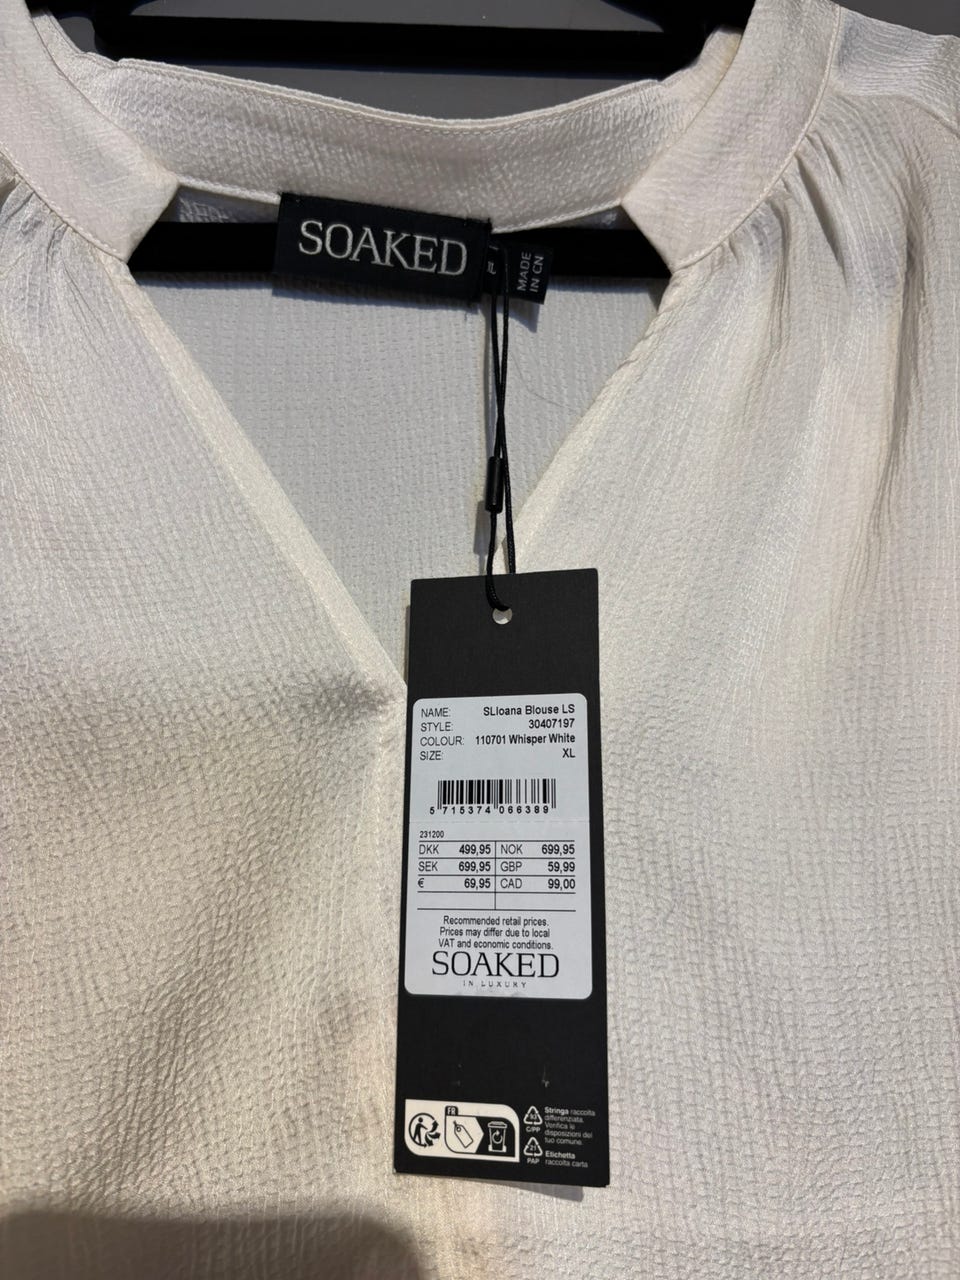 SOAKED
MADE
IN CN
NAME: SLIoana Blouse LS
STYLE: 30407197
COLOUR: 110701 Whisper White
SIZE: XL
5 715374 066389
231200
DKK 499,95 NOK 699,95
SEK 699,95 GBP 59,99
€ 69,95 CAD 99,00
Recommended retail prices.
Prices may differ due to local
VAT and economic conditions.
SOAKED
IN LUXURY
FR
C/PP
Stringa raccolta
differenziata.
Verifica le
disposizioni del
tuo comune.
21
PAP
Etichetta
raccolta carta